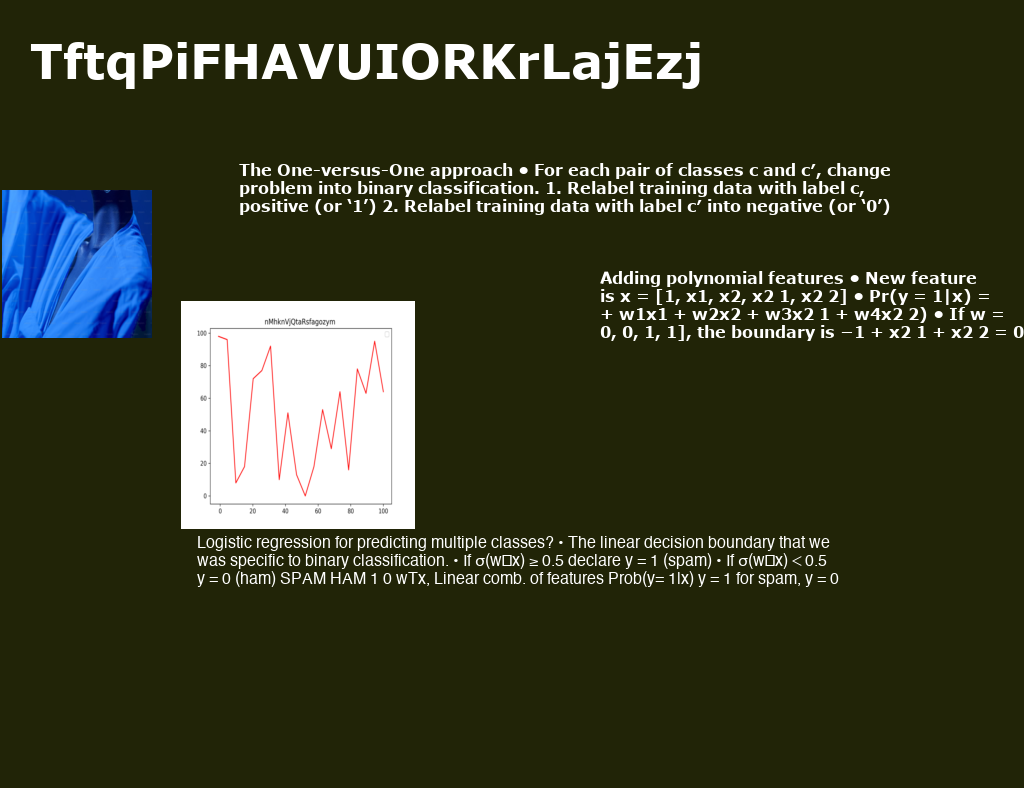 TftqPiFHAVUIORKrLajEzj
The One-versus-One approach • For each pair of classes c and c’, change
problem into binary classification. 1. Relabel training data with label c,
positive (or ‘1’) 2. Relabel training data with label c’ into negative (or ‘0’)
Adding polynomial features • New feature
is x = [1, x1, x2, x2 1, x2 2] • Pr(y = 1|x) =
+ w1x1 + w2x2 + w3x2 1 + w4x2 2) • If w =
0, 0, 1, 1], the boundary is −1 + x2 1 + x2 2 = 0
nMhknVjQtaRsfagozym
100
80
60
40
20
0
0 20 40 60 80 100
Logistic regression for predicting multiple classes? • The linear decision boundary that we
was specific to binary classification. • If σ(w□x) ≥ 0.5 declare y = 1 (spam) • If σ(w□x) < 0.5
y = 0 (ham) SPAM HAM 1 0 wTx, Linear comb. of features Prob(y= 1|x) y = 1 for spam, y = 0